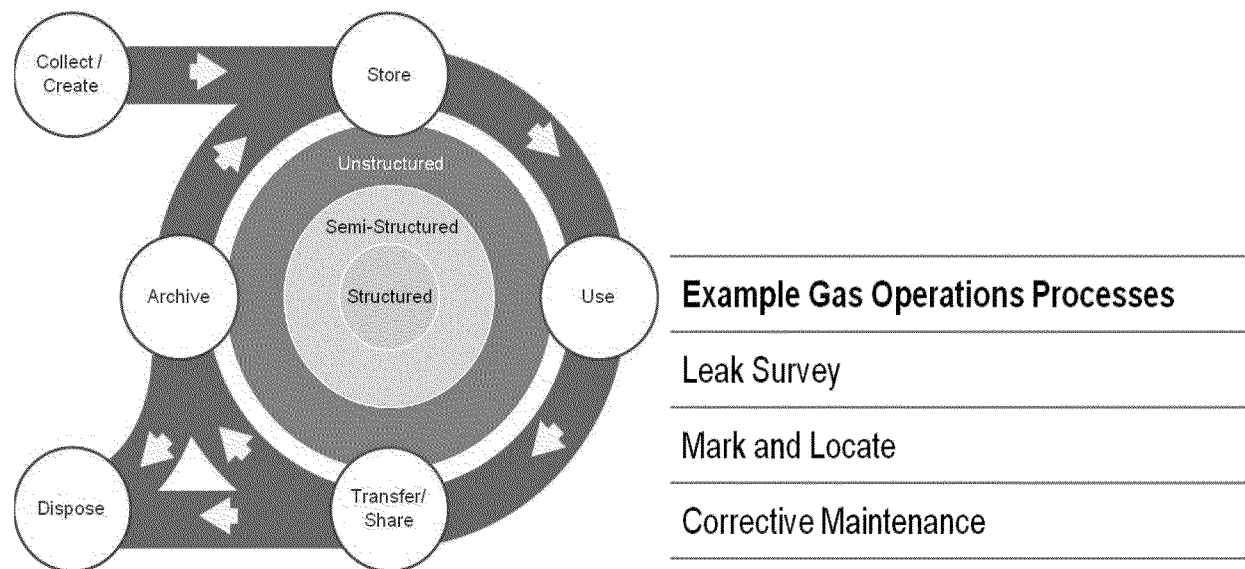 Collect /
Create
Store
Unstructured
Semi-Structured
Structured
Archive
Use
Dispose
Transfer/
Share
Example Gas Operations Processes
Leak Survey
Mark and Locate
Corrective Maintenance